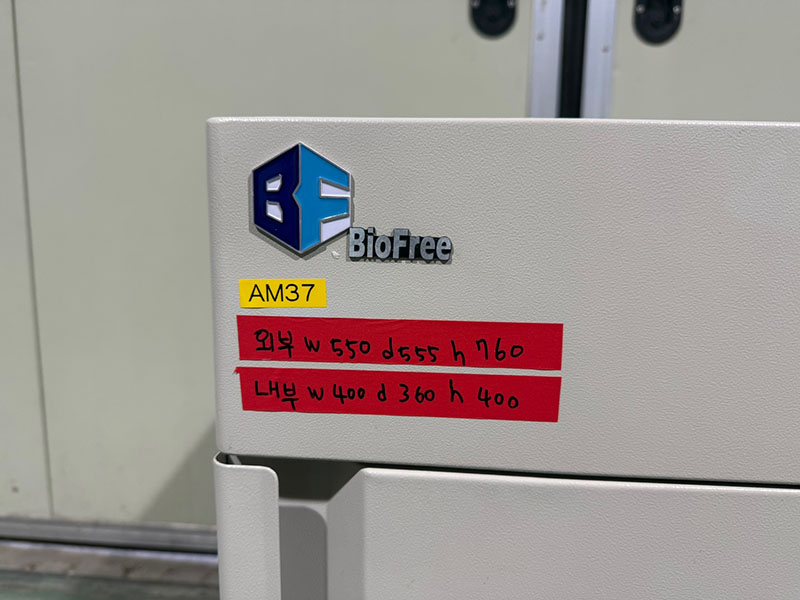 BF
BioFree
AM37
외부 w 550 d 555 h 760
내부 w 400 d 360 h 400